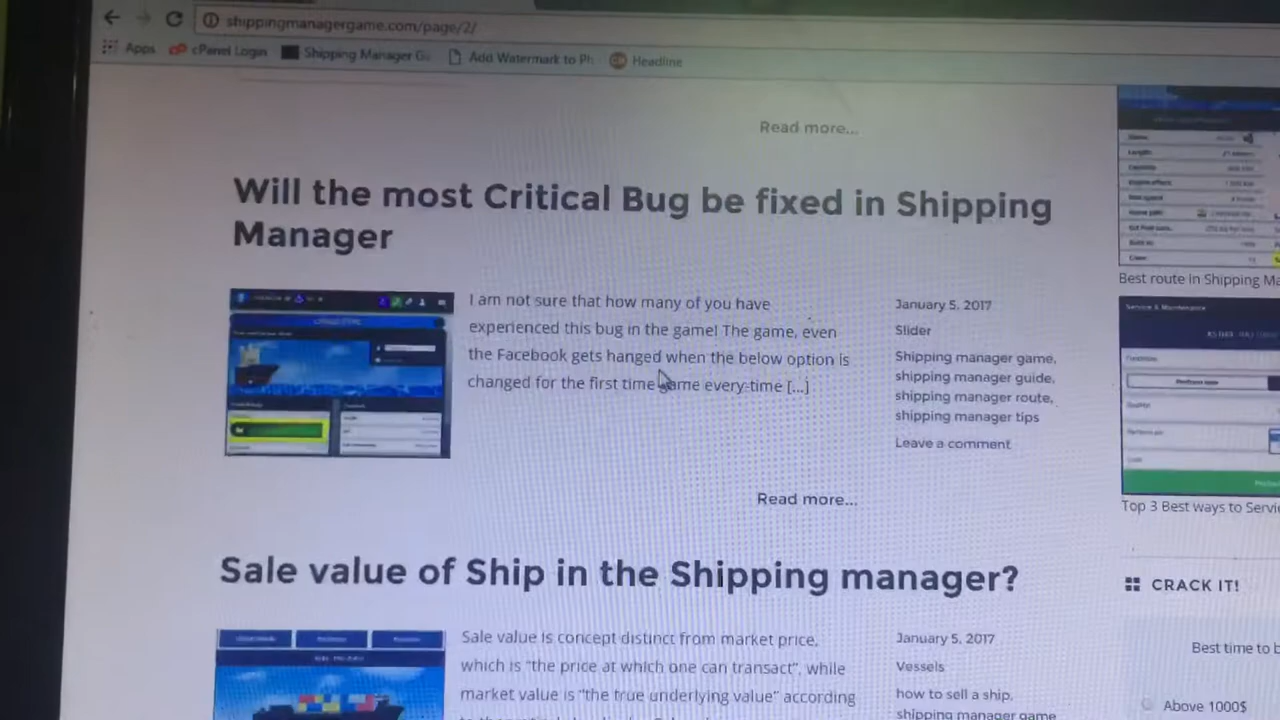 shippingmanagergame.com/page/2/
Apps
cPanel Login
Shipping Manager Gu
Add Watermark to Ph
Headline
Read more...
Will the most Critical Bug be fixed in Shipping
Manager
I am not sure that how many of you have
experienced this bug in the game! The game, even
the Facebook gets hanged when the below option is
changed for the first time game every-time [...]
January 5, 2017
Slider
Shipping manager game,
shipping manager guide,
shipping manager route,
shipping manager tips
Leave a comment
Read more...
Sale value of Ship in the Shipping manager?
Sale value is concept distinct from market price,
which is "the price at which one can transact", while
market value is "the true underlying value" according
January 5, 2017
Vessels
how to sell a ship,
shipping manager game
Best route in Shipping Ma
Service & Maintenance
Top 3 Best ways to Servi
CRACK IT!
Best time to b
Above 1000$